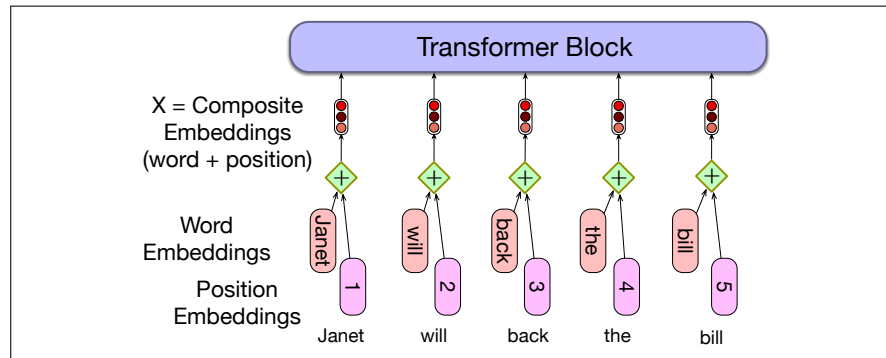 Transformer Block
X = Composite
Embeddings
(word + position)
+ + + + +
Word
Embeddings
Janet will back the bill
Position
Embeddings
1 2 3 4 5
Janet will back the bill